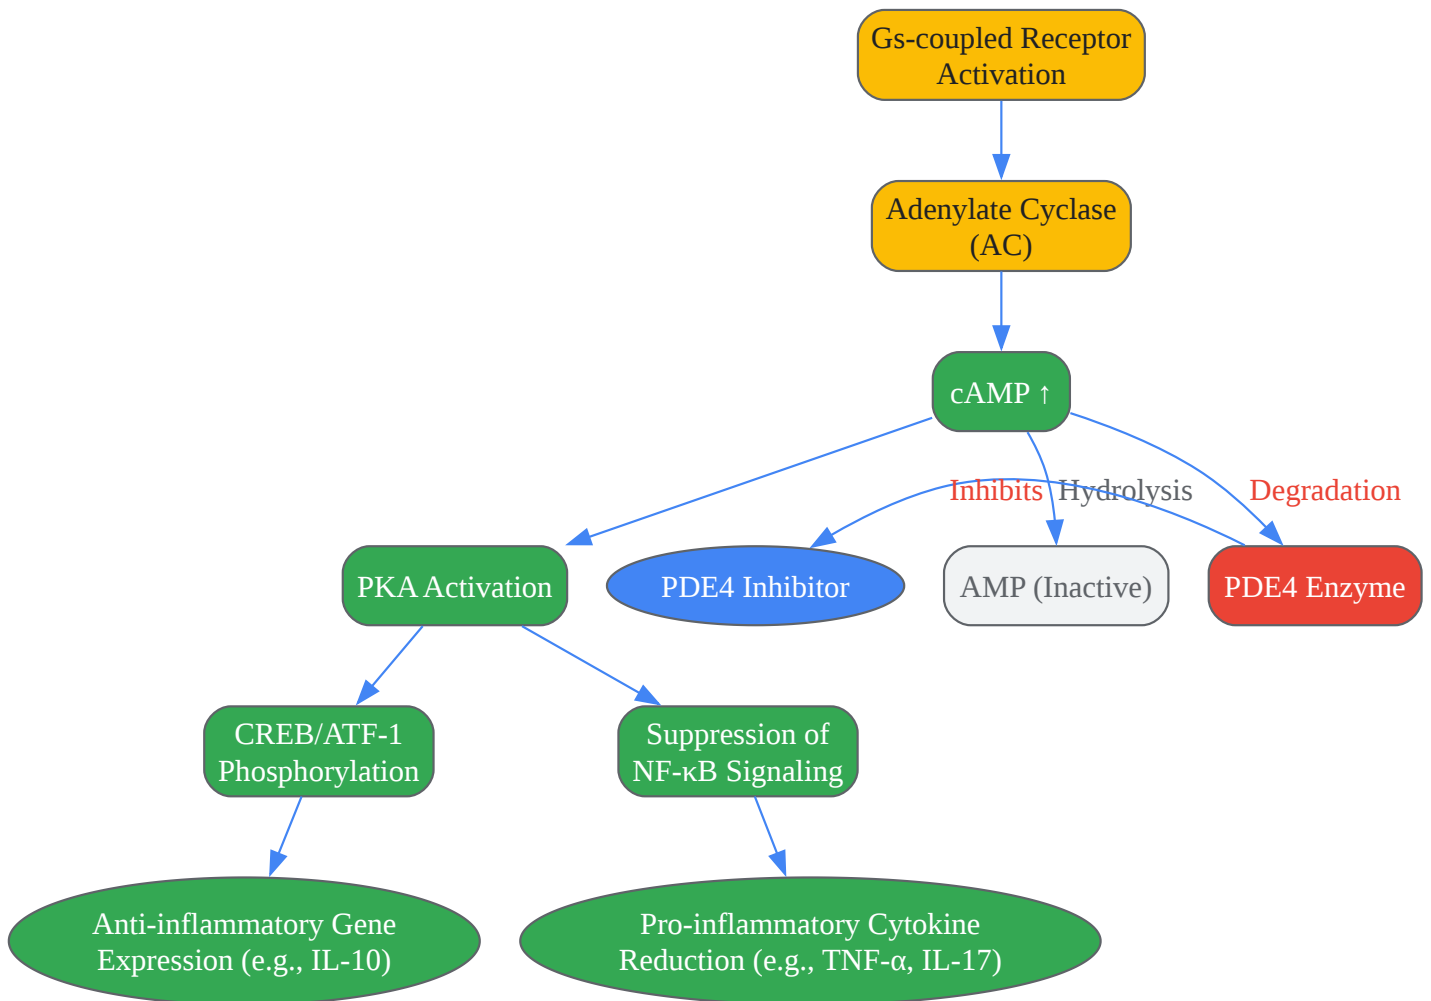 Gs-coupled Receptor
Activation
Adenylate Cyclase
(AC)
cAMP ↑
Inhibits
Hydrolysis
Degradation
PKA Activation
PDE4 Inhibitor
AMP (Inactive)
PDE4 Enzyme
CREB/ATF-1
Phosphorylation
Suppression of
NF-κB Signaling
Anti-inflammatory Gene
Expression (e.g., IL-10)
Pro-inflammatory Cytokine
Reduction (e.g., TNF-α, IL-17)